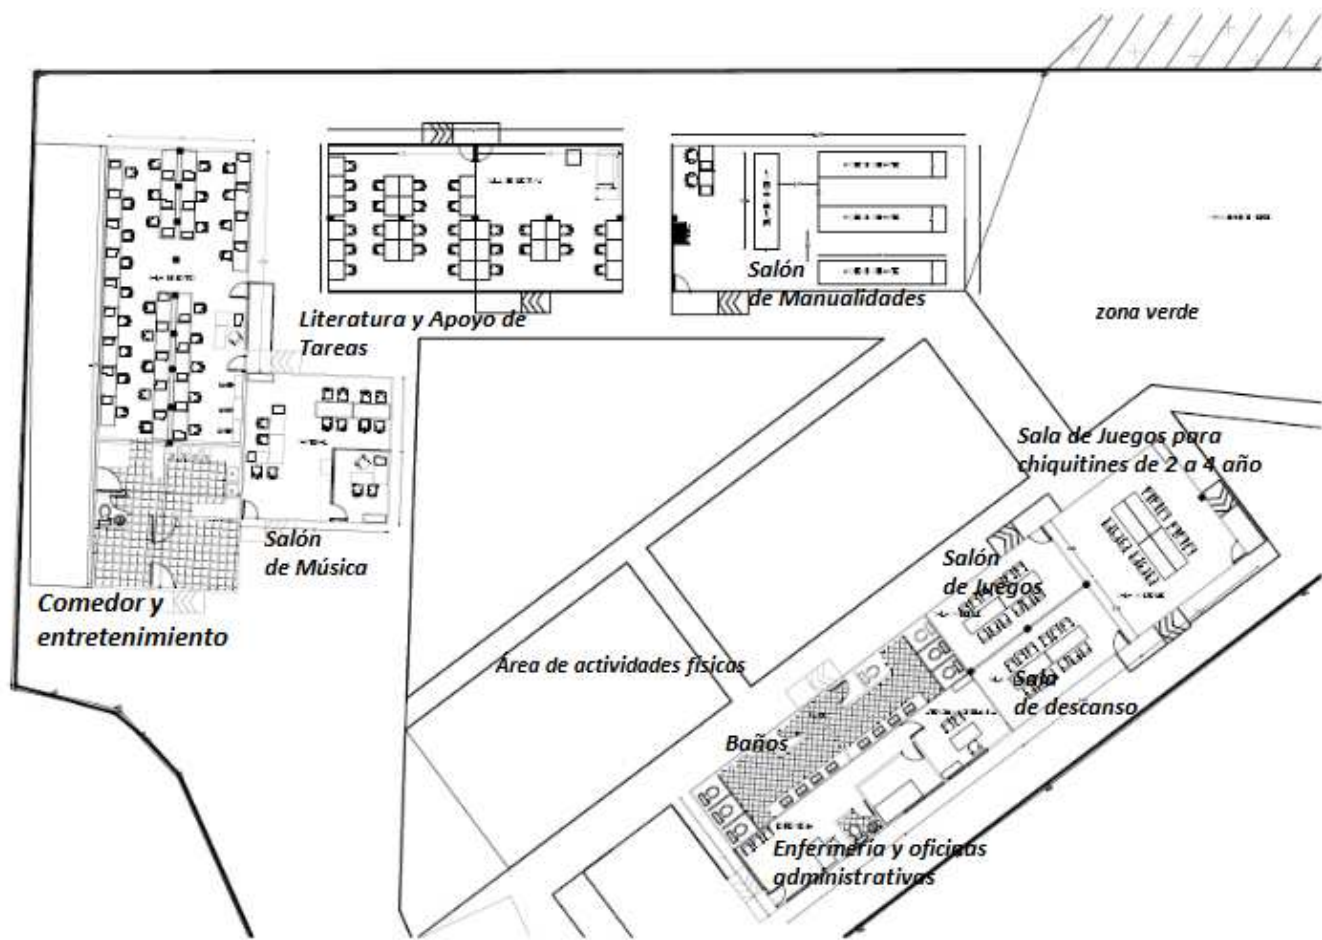 Literatura y Apoyo de
Tareas
Salón
de Manualidades
zona verde
Sala de Juegos para
chiquitines de 2 a 4 año
Salón
de Música
Salón
de Juegos
Comedor y
entretenimiento
Área de actividades físicas
Sala
de descanso
Baños
Enfermería y oficinas
administrativas